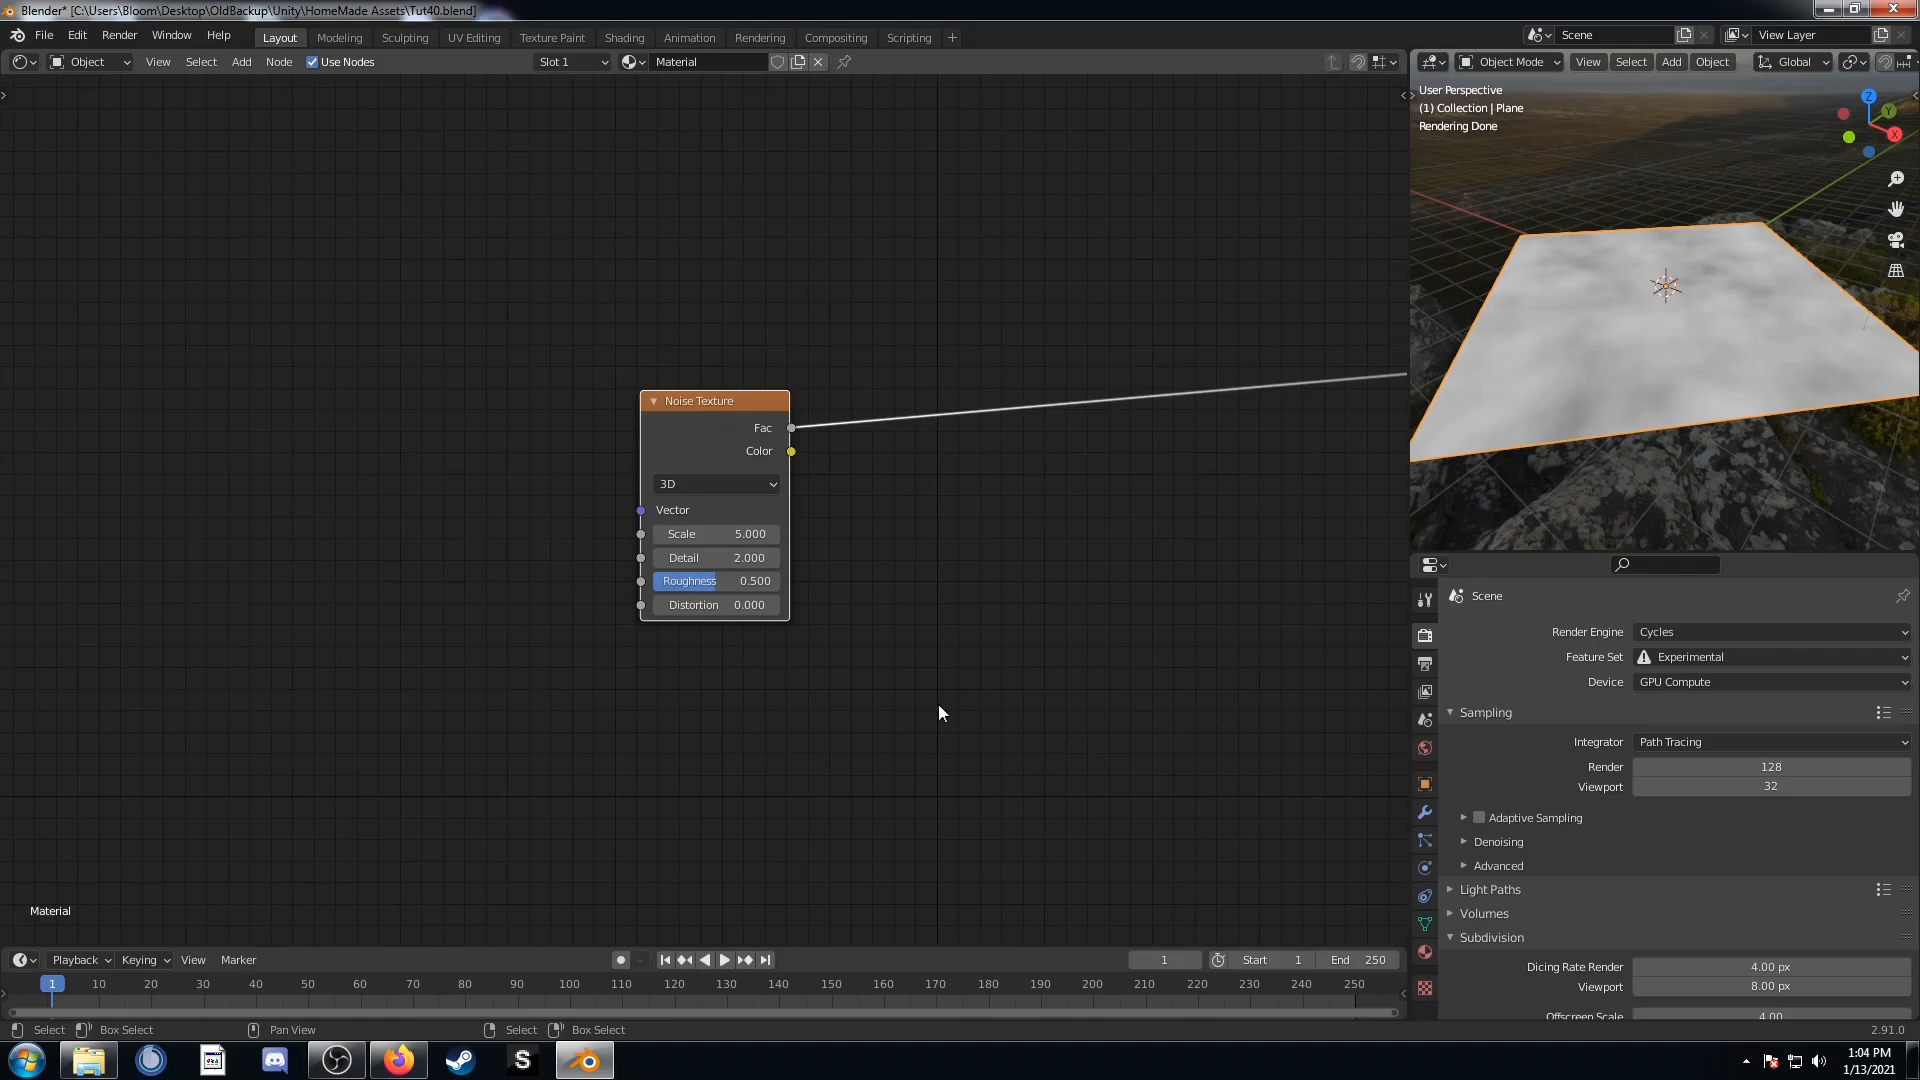 Blender* [C:\Users\Bloom\Desktop\OldBackup\Unity\HomeMade Assets\Tut40.blend]
File Edit Render Window Help
Layout Modeling Sculpting UV Editing Texture Paint Shading Animation Rendering Compositing Scripting +
Scene
View Layer
Object View Select Add Node Use Nodes Slot 1 Material
Object Mode View Select Add Object Global
User Perspective
(1) Collection | Plane
Rendering Done
Z
Y
X
Noise Texture
Fac
Color
3D
Vector
Scale 5.000
Detail 2.000
Roughness 0.500
Distortion 0.000
Scene
Render Engine Cycles
Feature Set Experimental
Device GPU Compute
Sampling
Integrator Path Tracing
Render 128
Viewport 32
Adaptive Sampling
Denoising
Advanced
Light Paths
Volumes
Subdivision
Dicing Rate Render 4.00 px
Viewport 8.00 px
Offscreen Scale 4.00
Material
Playback Keying View Marker
1 Start 1 End 250
1 10 20 30 40 50 60 70 80 90 100 110 120 130 140 150 160 170 180 190 200 210 220 230 240 250
Select Box Select Pan View Select Box Select
2.91.0
S
1:04 PM
1/13/2021